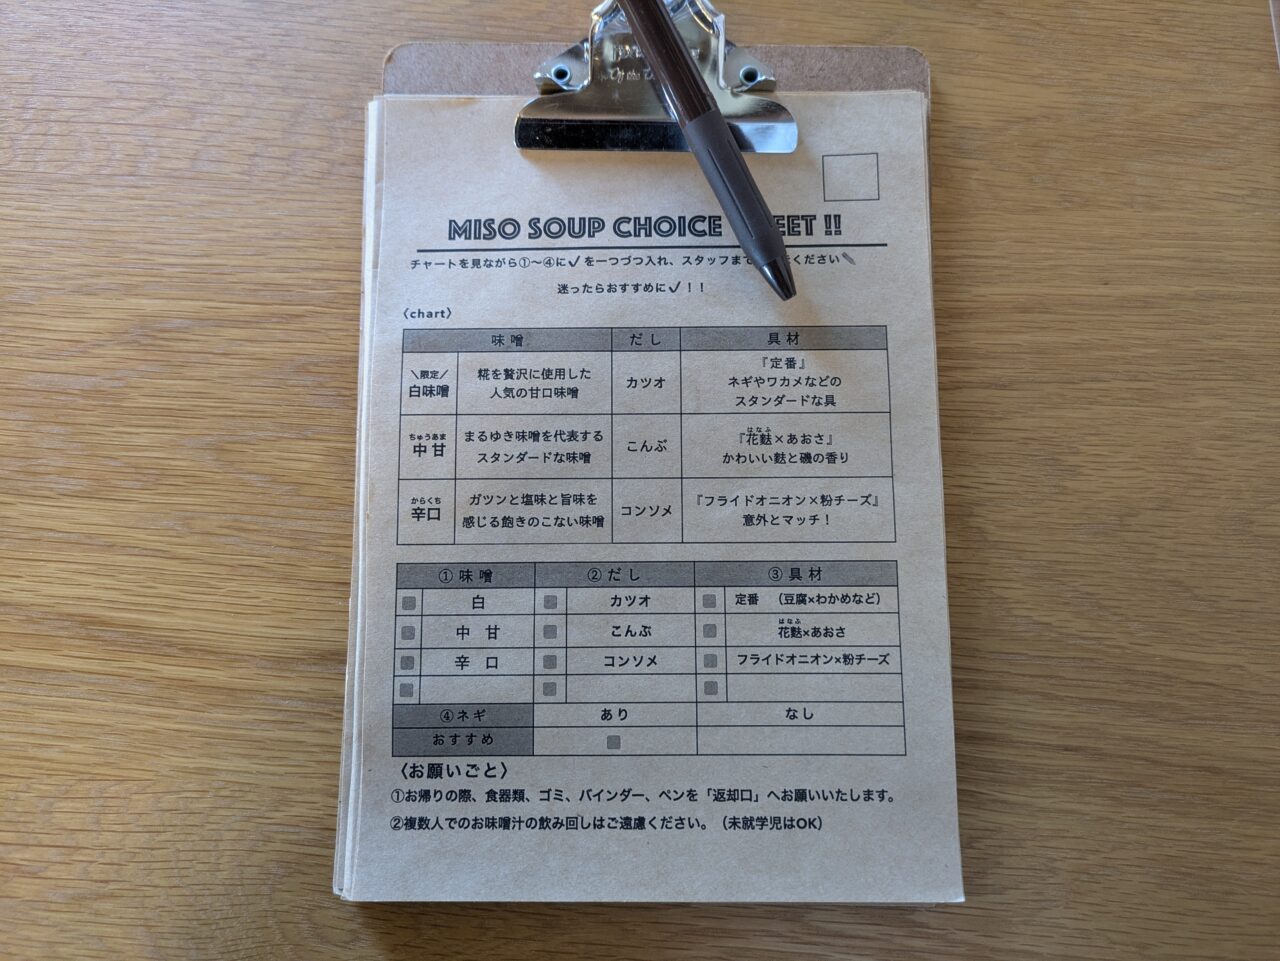 MISO SOUP CHOICE EET !!
チャートを見ながら①〜④に✓を一つづつ入れ、スタッフまで ください
迷ったらおすすめに✓！！
〈chart〉
味噌 だし 具材
＼限定／
白味噌
糀を贅沢に使用した
人気の甘口味噌
カツオ
『定番』
ネギやワカメなどの
スタンダードな具
ちゅうあま
中甘
まるゆき味噌を代表する
スタンダードな味噌
こんぶ
はなふ
『花麩×あおさ』
かわいい麩と磯の香り
からくち
辛口
ガツンと塩味と旨味を
感じる飽きのこない味噌
コンソメ
『フライドオニオン×粉チーズ』
意外とマッチ！
①味噌 ②だし ③具材
白 カツオ 定番 （豆腐×わかめなど）
はなふ
中 甘 こんぶ 花麩×あおさ
辛 口 コンソメ フライドオニオン×粉チーズ
④ネギ あり なし
おすすめ
〈お願いごと〉
①お帰りの際、食器類、ゴミ、バインダー、ペンを「返却口」へお願いいたします。
②複数人でのお味噌汁の飲み回しはご遠慮ください。（未就学児はOK）